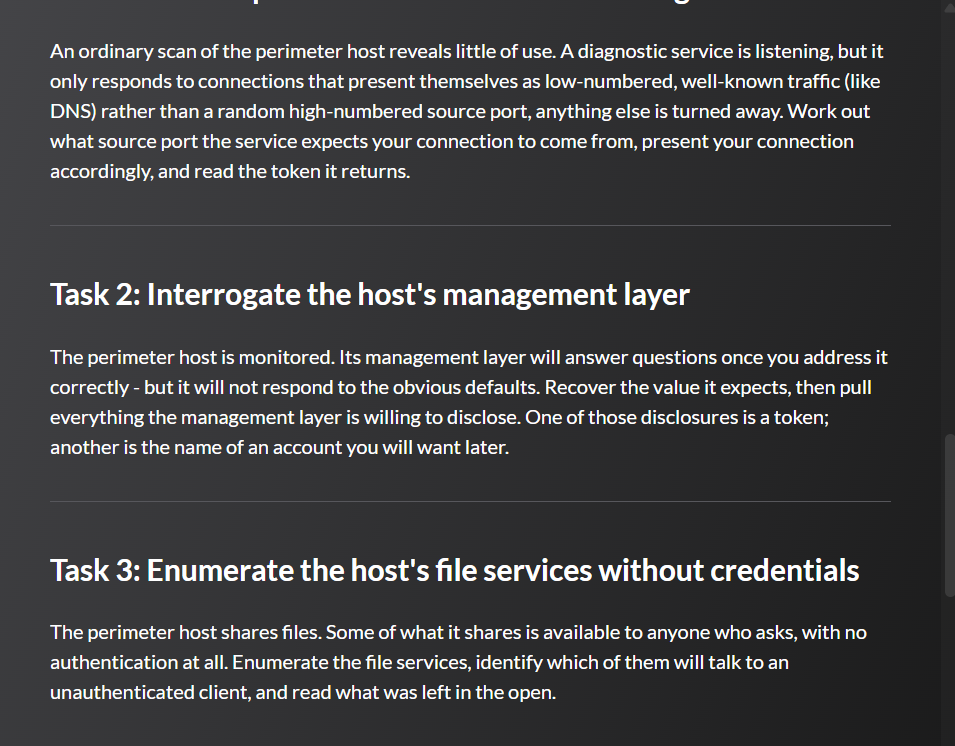 An ordinary scan of the perimeter host reveals little of use. A diagnostic service is listening, but it
only responds to connections that present themselves as low-numbered, well-known traffic (like
DNS) rather than a random high-numbered source port, anything else is turned away. Work out
what source port the service expects your connection to come from, present your connection
accordingly, and read the token it returns.
Task 2: Interrogate the host's management layer
The perimeter host is monitored. Its management layer will answer questions once you address it
correctly - but it will not respond to the obvious defaults. Recover the value it expects, then pull
everything the management layer is willing to disclose. One of those disclosures is a token;
another is the name of an account you will want later.
Task 3: Enumerate the host's file services without credentials
The perimeter host shares files. Some of what it shares is available to anyone who asks, with no
authentication at all. Enumerate the file services, identify which of them will talk to an
unauthenticated client, and read what was left in the open.